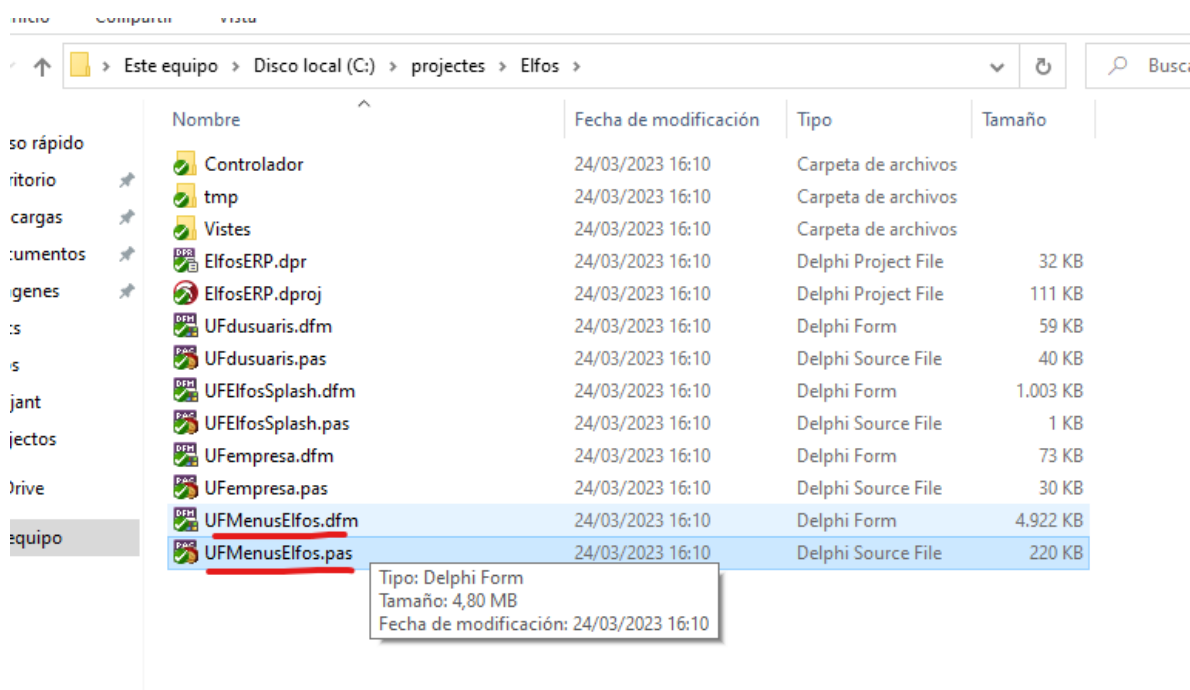 Compartir Vista
Este equipo > Disco local (C:) > projectes > Elfos >
Nombre Fecha de modificación Tipo Tamaño
Controlador 24/03/2023 16:10 Carpeta de archivos
tmp 24/03/2023 16:10 Carpeta de archivos
Vistes 24/03/2023 16:10 Carpeta de archivos
ElfosERP.dpr 24/03/2023 16:10 Delphi Project File 32 KB
ElfosERP.dproj 24/03/2023 16:10 Delphi Project File 111 KB
UFdusuaris.dfm 24/03/2023 16:10 Delphi Form 59 KB
UFdusuaris.pas 24/03/2023 16:10 Delphi Source File 40 KB
UFElfosSplash.dfm 24/03/2023 16:10 Delphi Form 1.003 KB
UFElfosSplash.pas 24/03/2023 16:10 Delphi Source File 1 KB
UFempresa.dfm 24/03/2023 16:10 Delphi Form 73 KB
UFempresa.pas 24/03/2023 16:10 Delphi Source File 30 KB
UFMenusElfos.dfm 24/03/2023 16:10 Delphi Form 4.922 KB
UFMenusElfos.pas 24/03/2023 16:10 Delphi Source File 220 KB
Tipo: Delphi Form
Tamaño: 4,80 MB
Fecha de modificación: 24/03/2023 16:10
so rápido
ritorio
cargas
cumentos
genes
jant
jectos
Drive
equipo
Busca